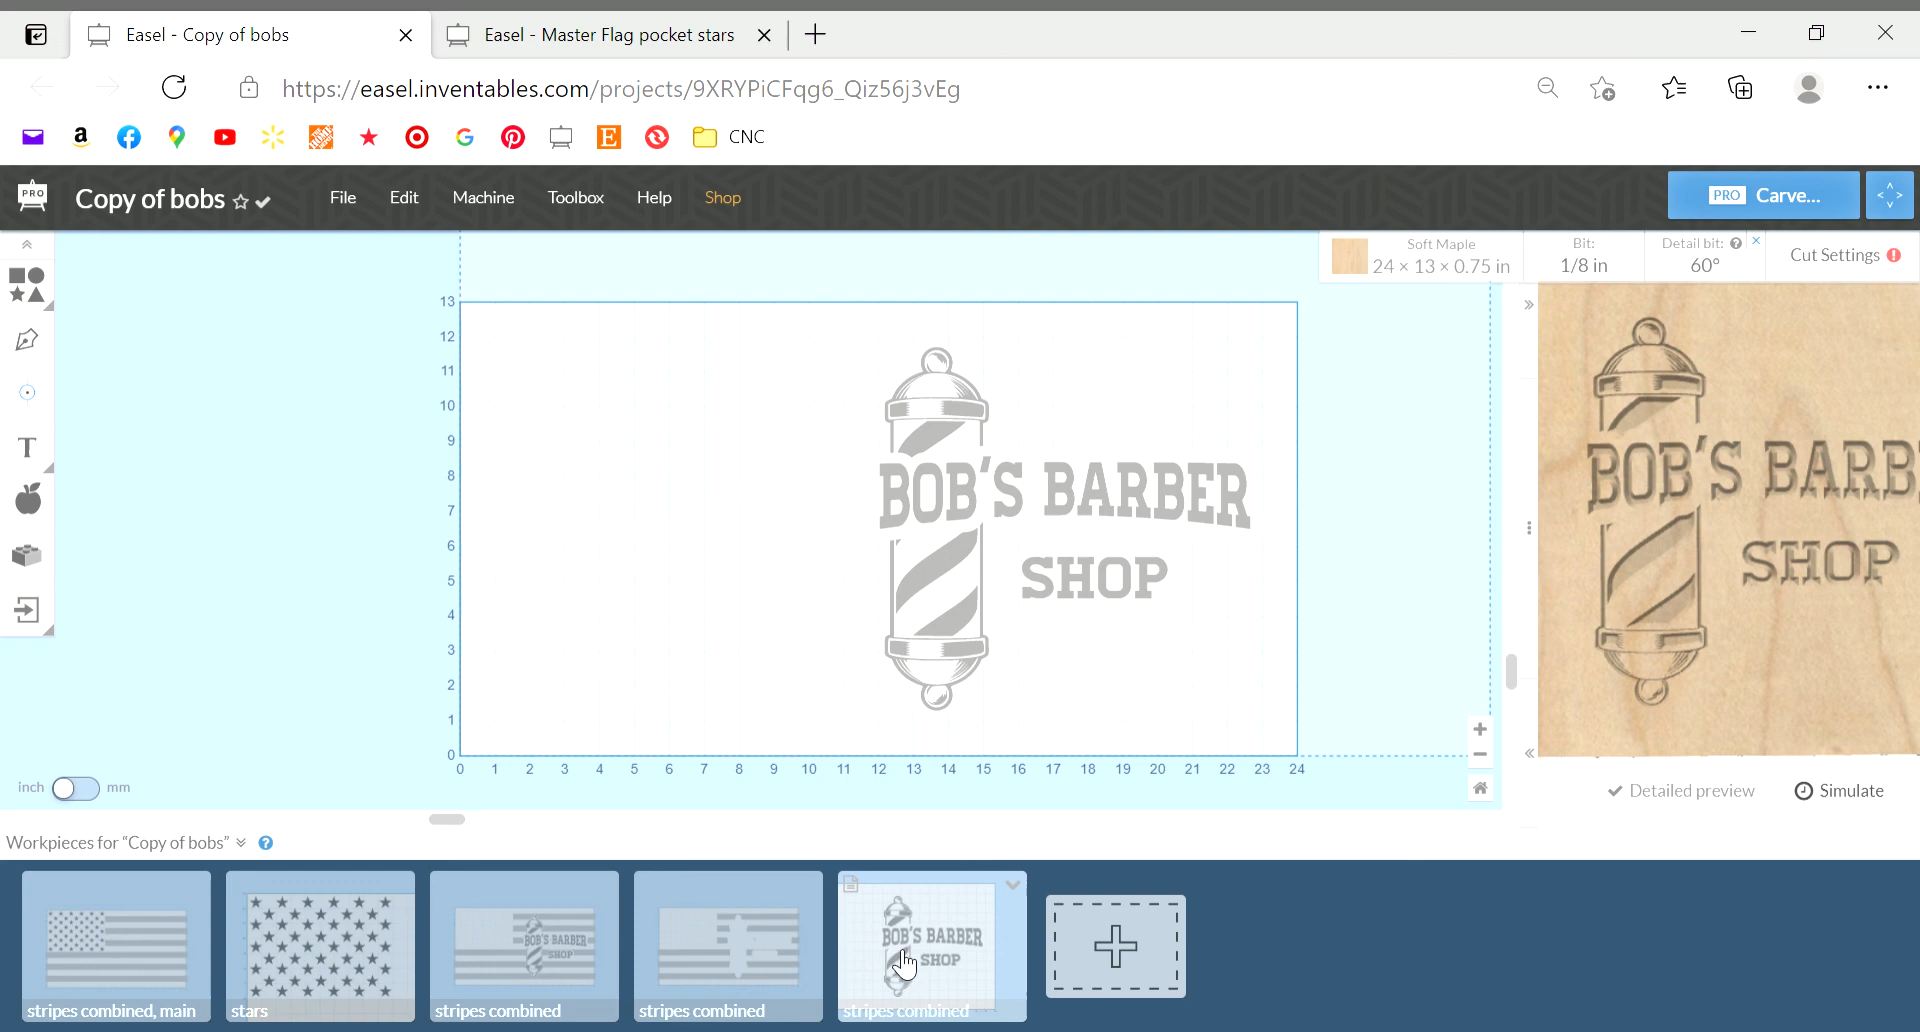 Easel - Copy of bobs
Easel - Master Flag pocket stars
https://easel.inventables.com/projects/9XRYPiCFqg6_Qiz56j3vEg
CNC
PRO
Copy of bobs
File Edit Machine Toolbox Help Shop
PRO Carve...
Soft Maple
24 × 13 × 0.75 in
Bit:
1/8 in
Detail bit:
60°
Cut Settings
13
12
11
10
9
8
7
6
5
4
3
2
1
0
0 1 2 3 4 5 6 7 8 9 10 11 12 13 14 15 16 17 18 19 20 21 22 23 24
BOB'S BARBER
SHOP
BOB'S BARB
SHOP
inch mm
Detailed preview
Simulate
Workpieces for "Copy of bobs"
stripes combined, main
stars
BOB'S BARBER
SHOP
stripes combined
stripes combined
BOB'S BARBER
SHOP
stripes combined